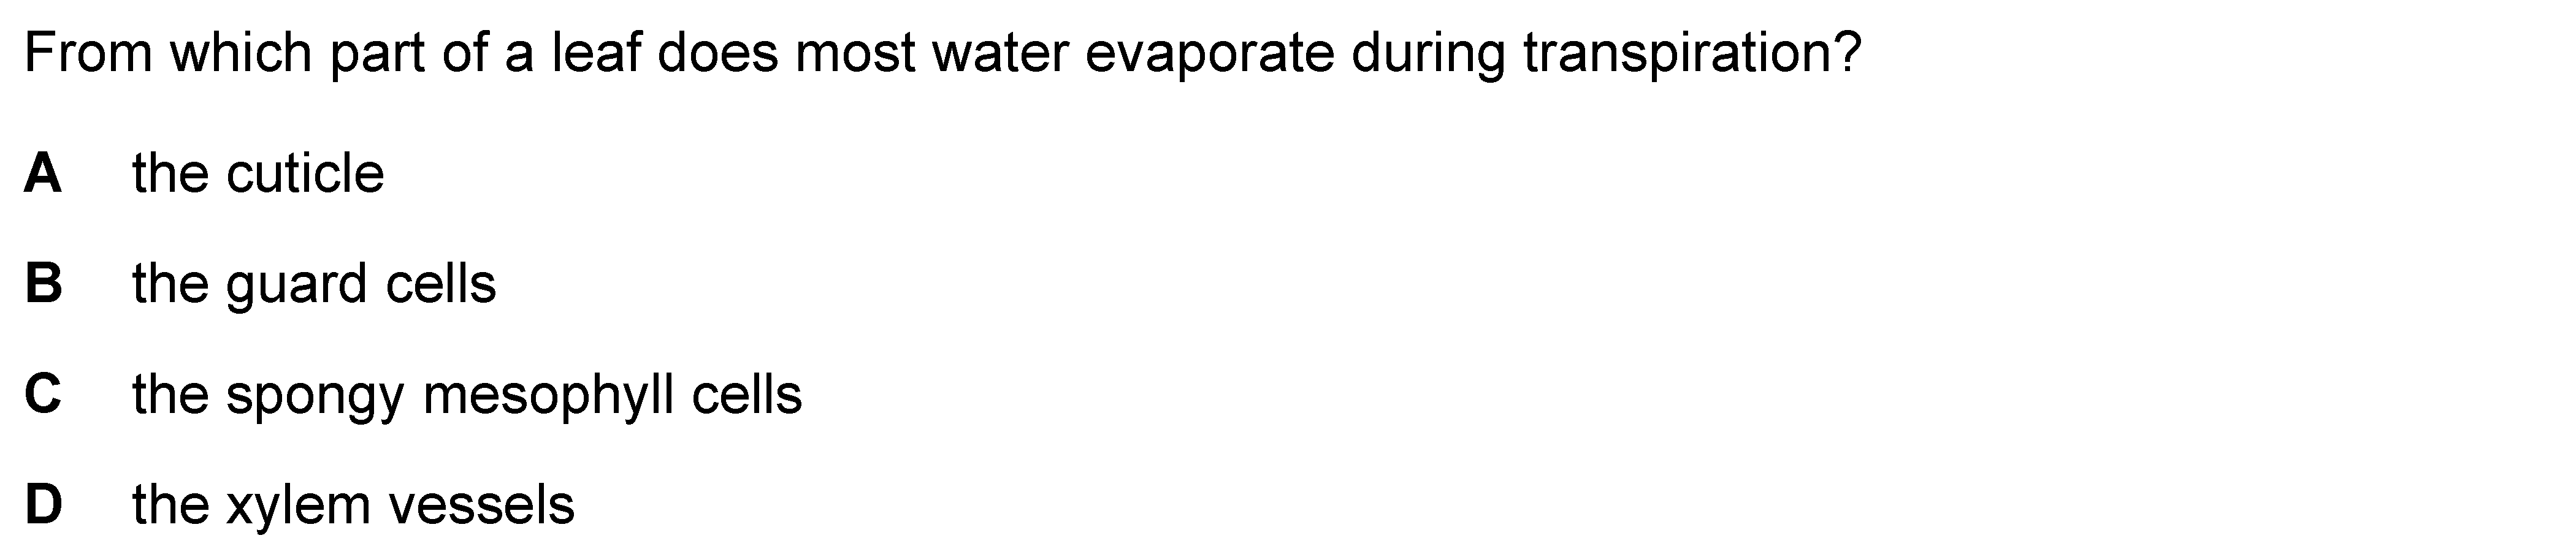 From which part of a leaf does most water evaporate during transpiration?
A the cuticle
B the guard cells
C the spongy mesophyll cells
D the xylem vessels